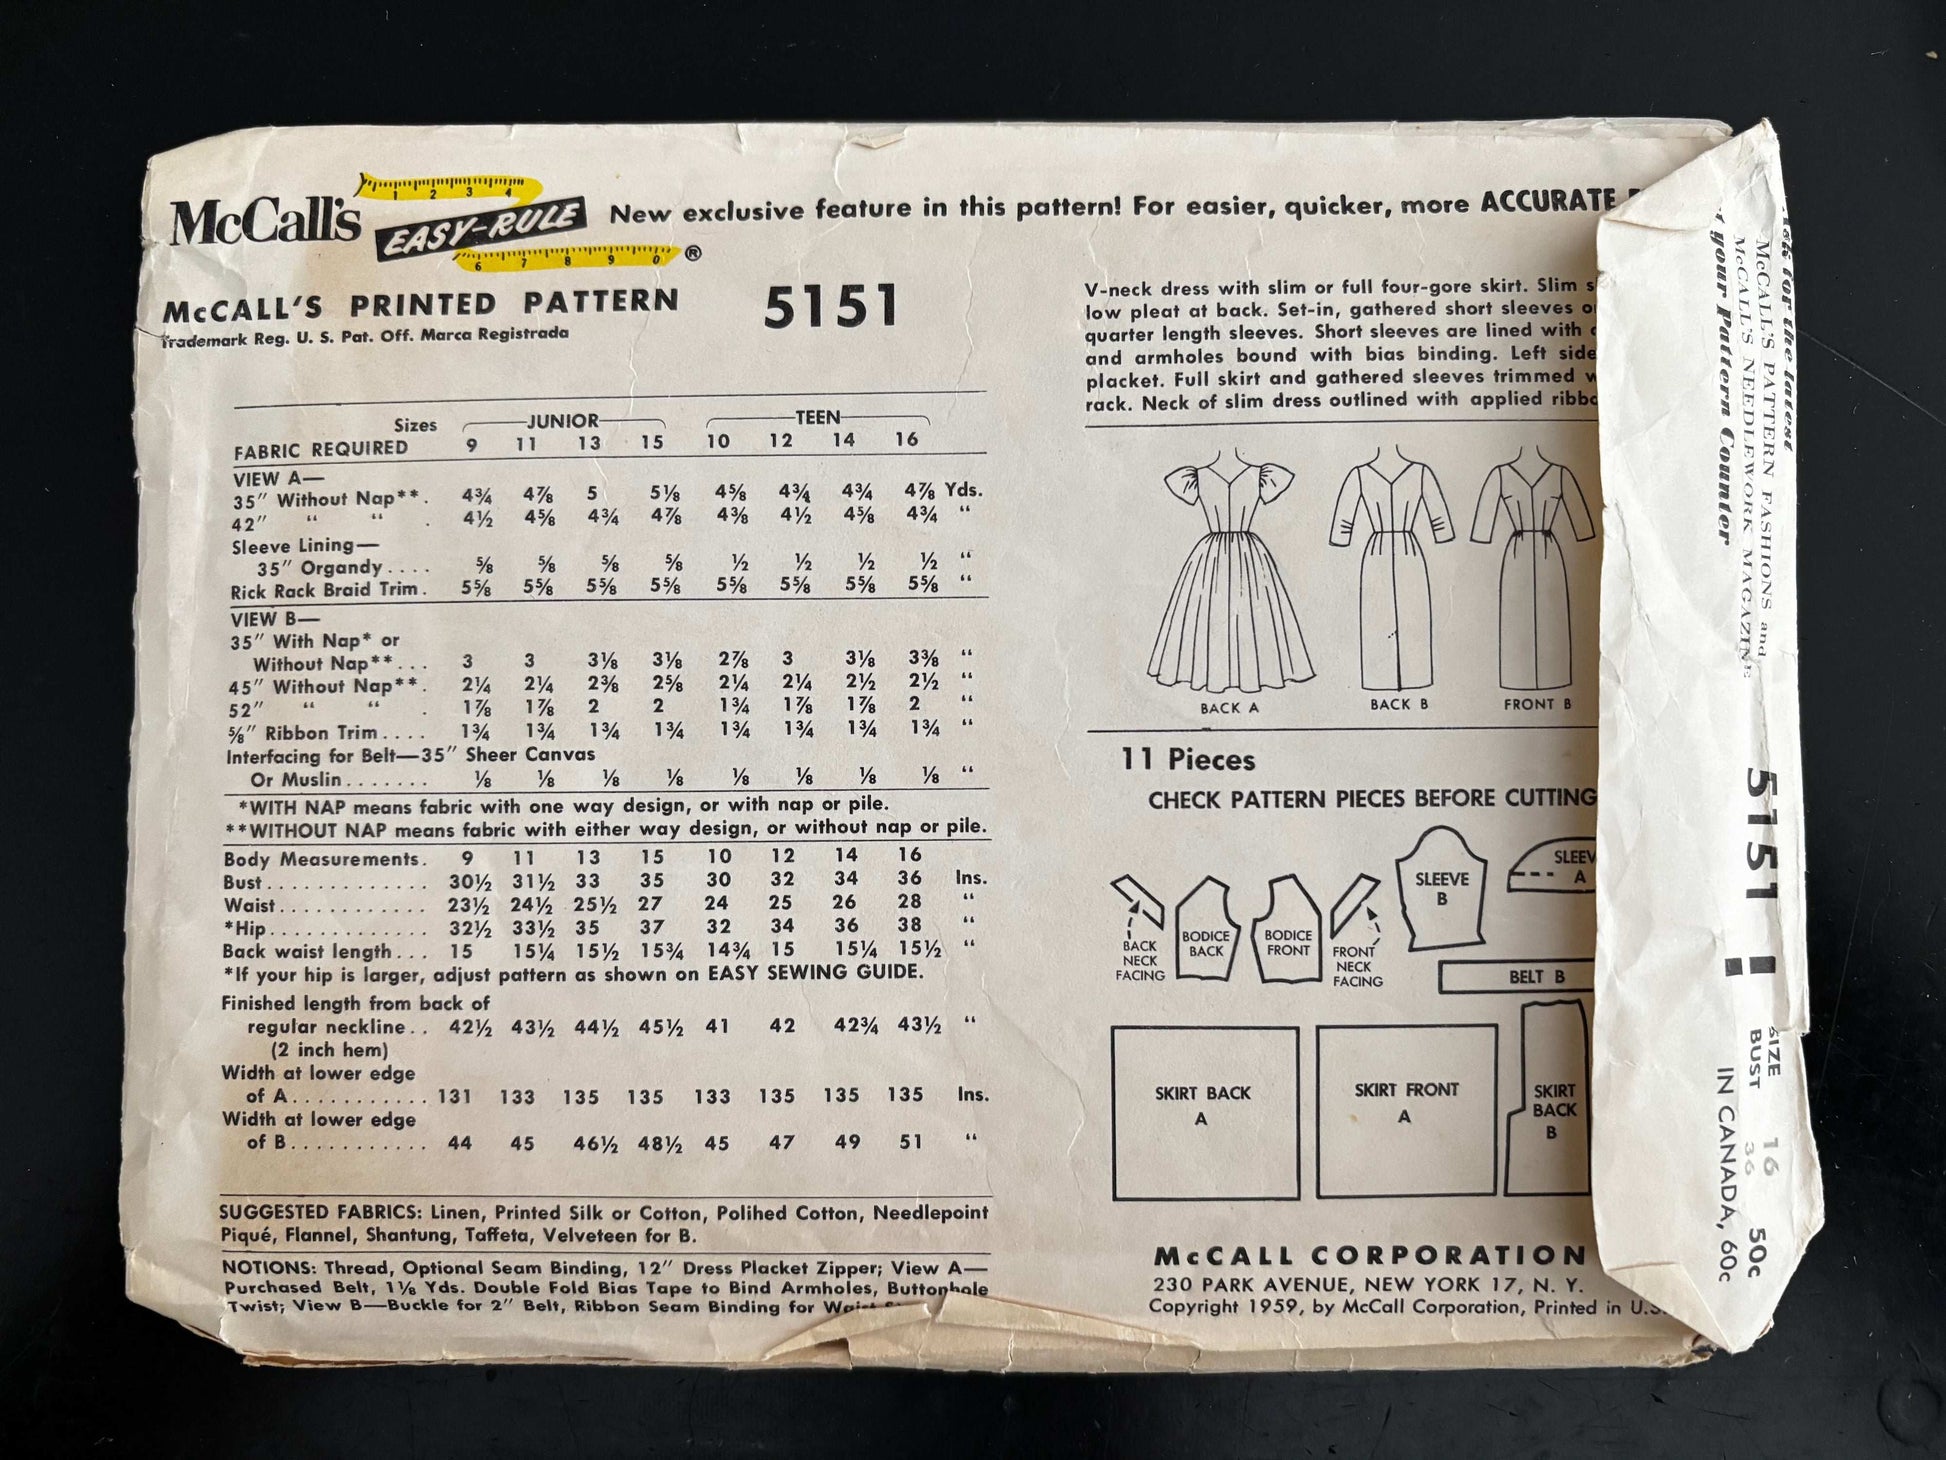 McCall's EASY-RULE ® New exclusive feature in this pattern! For easier, quicker, more ACCURATE
1 2 3 4
6 7 8 9 0
McCALL'S PRINTED PATTERN 5151
Trademark Reg. U. S. Pat. Off. Marca Registrada
Sizes JUNIOR TEEN
FABRIC REQUIRED 9 11 13 15 10 12 14 16
VIEW A—
35″ Without Nap**. 4¾ 4⅞ 5 5⅛ 4⅝ 4¾ 4¾ 4⅞ Yds.
42″ “ “ . 4½ 4⅝ 4¾ 4⅞ 4⅜ 4½ 4⅝ 4¾ “
Sleeve Lining—
35″ Organdy.... ⅝ ⅝ ⅝ ⅝ ½ ½ ½ ½ “
Rick Rack Braid Trim. 5⅝ 5⅝ 5⅝ 5⅝ 5⅝ 5⅝ 5⅝ 5⅝ “
VIEW B—
35″ With Nap* or
Without Nap**... 3 3 3⅛ 3⅛ 2⅞ 3 3⅛ 3⅜ “
45″ Without Nap**. 2¼ 2¼ 2⅜ 2⅝ 2¼ 2¼ 2½ 2½ “
52″ “ “ . 1⅞ 1⅞ 2 2 1¾ 1⅞ 1⅞ 2 “
⅝″ Ribbon Trim.... 1¾ 1¾ 1¾ 1¾ 1¾ 1¾ 1¾ 1¾ “
Interfacing for Belt—35″ Sheer Canvas
Or Muslin....... ⅛ ⅛ ⅛ ⅛ ⅛ ⅛ ⅛ ⅛ “
*WITH NAP means fabric with one way design, or with nap or pile.
**WITHOUT NAP means fabric with either way design, or without nap or pile.
Body Measurements. 9 11 13 15 10 12 14 16
Bust............. 30½ 31½ 33 35 30 32 34 36 Ins.
Waist............ 23½ 24½ 25½ 27 24 25 26 28 “
*Hip............. 32½ 33½ 35 37 32 34 36 38 “
Back waist length... 15 15¼ 15½ 15¾ 14¾ 15 15¼ 15½ “
*If your hip is larger, adjust pattern as shown on EASY SEWING GUIDE.
Finished length from back of
regular neckline.. 42½ 43½ 44½ 45½ 41 42 42¾ 43½ “
(2 inch hem)
Width at lower edge
of A........... 131 133 135 135 133 135 135 135 Ins.
Width at lower edge
of B........... 44 45 46½ 48½ 45 47 49 51 “
SUGGESTED FABRICS: Linen, Printed Silk or Cotton, Polihed Cotton, Needlepoint
Piqué, Flannel, Shantung, Taffeta, Velveteen for B.
NOTIONS: Thread, Optional Seam Binding, 12″ Dress Placket Zipper; View A—
Purchased Belt, 1⅛ Yds. Double Fold Bias Tape to Bind Armholes, Buttonhole
Twist; View B—Buckle for 2″ Belt, Ribbon Seam Binding for
V-neck dress with slim or full four-gore skirt. Slim
low pleat at back. Set-in, gathered short sleeves
quarter length sleeves. Short sleeves are lined with
and armholes bound with bias binding. Left side
placket. Full skirt and gathered sleeves trimmed
rack. Neck of slim dress outlined with applied
BACK A BACK B FRONT B
11 Pieces
CHECK PATTERN PIECES BEFORE CUTTING
BACK NECK FACING
BODICE BACK
BODICE FRONT
FRONT NECK FACING
SLEEVE B
A
BELT B
SKIRT BACK A
SKIRT FRONT A
SKIRT BACK B
McCALL CORPORATION
230 PARK AVENUE, NEW YORK 17, N. Y.
Copyright 1959, by McCall Corporation, Printed in
Ask for the latest
McCALL'S PATTERN FASHIONS and
McCALL'S NEEDLEWORK MAGAZINE
your Pattern Counter
5151
SIZE 16
BUST 36
50c
IN CANADA, 60c